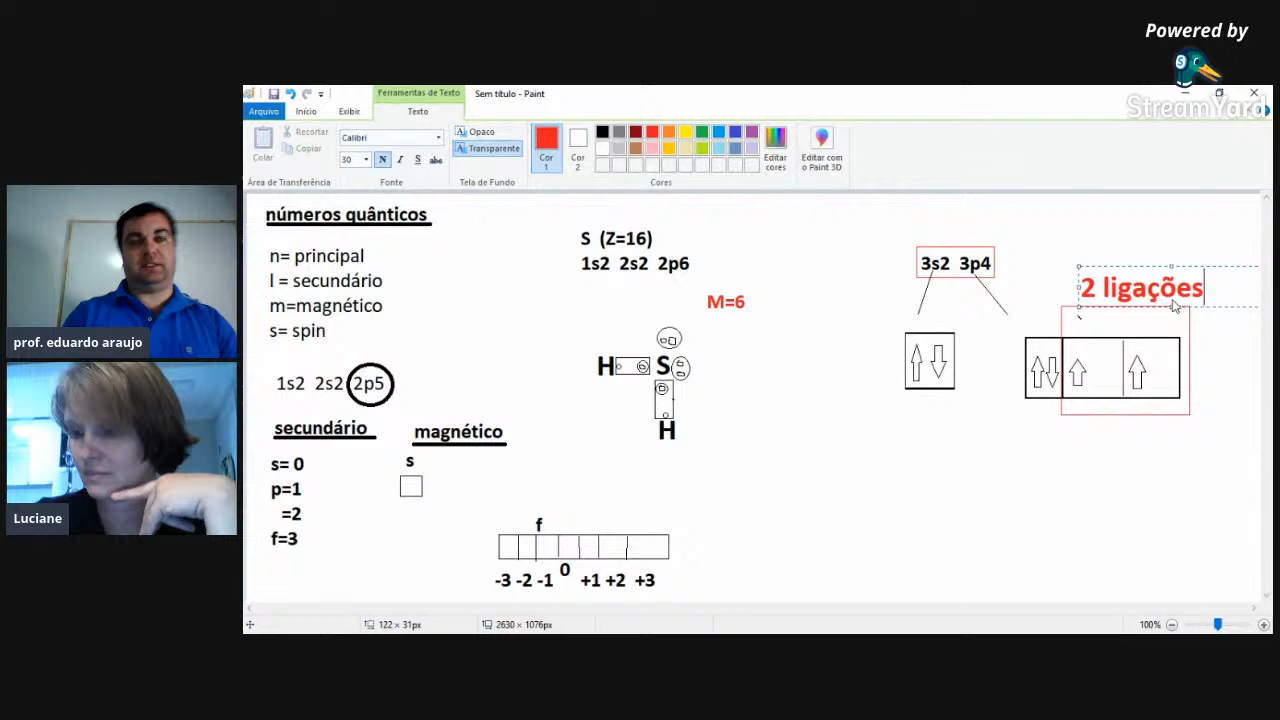 Powered by
StreamYard
Ferramentas de Texto
Sem título - Paint
Arquivo
Início
Exibir
Texto
Colar
Recortar
Copiar
Área de Transferência
Calibri
30
N
I
S
abc
Fonte
Opaco
Transparente
Tela de Fundo
Cor 1
Cor 2
Cores
Editar cores
Editar com o Paint 3D
números quânticos
n= principal
l = secundário
m=magnético
s= spin
1s2 2s2 2p5
secundário
s= 0
p=1
=2
f=3
magnético
s
f
-3 -2 -1 0 +1 +2 +3
S (Z=16)
1s2 2s2 2p6
3s2 3p4
M=6
H S
H
2 ligações
prof. eduardo araujo
Luciane
122 × 31px
2630 × 1076px
100%